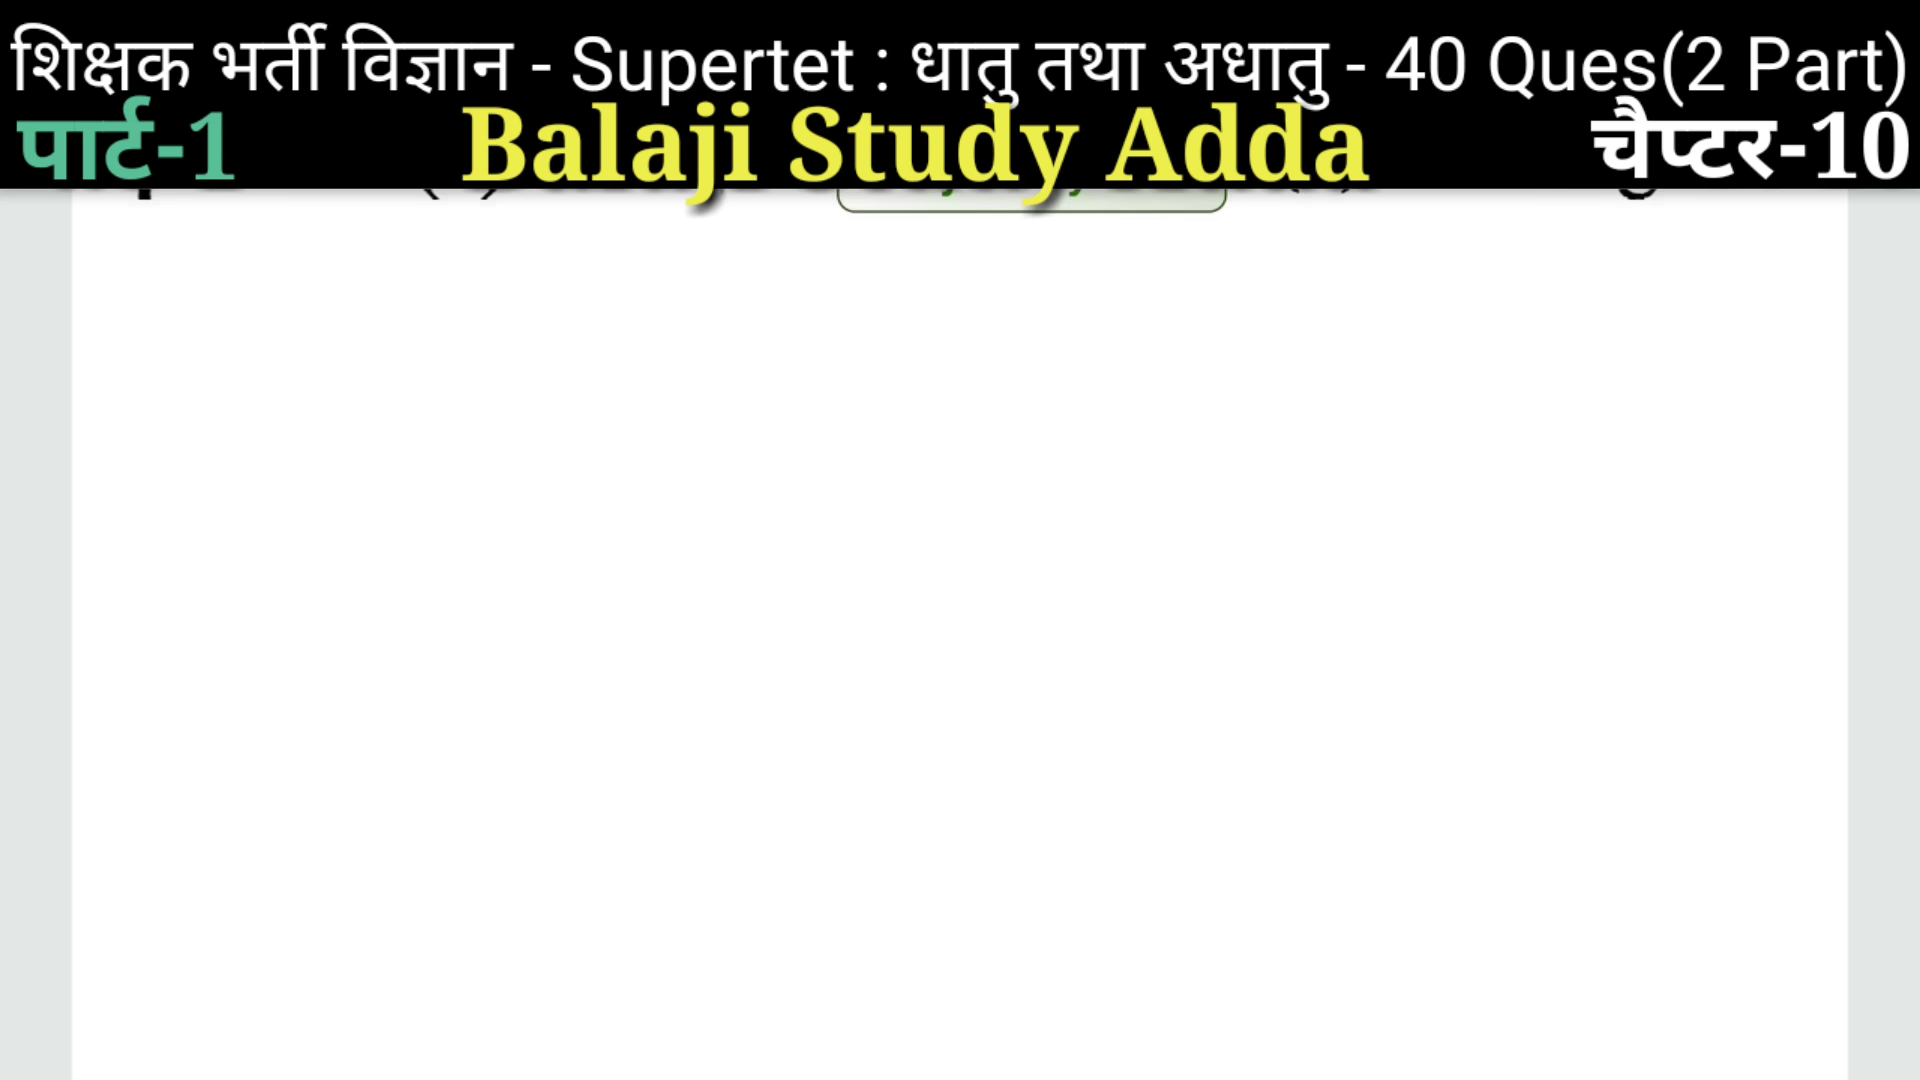 शिक्षक भर्ती विज्ञान - Supertet : धातु तथा अधातु - 40 Ques(2 Part)
पार्ट-1 Balaji Study Adda चैप्टर-10